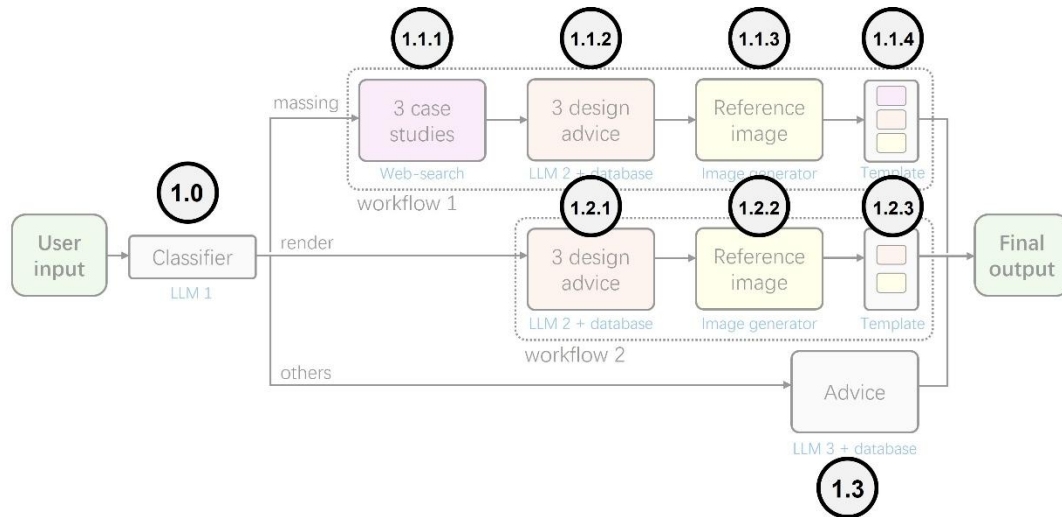 1.1.1
1.1.2
1.1.3
1.1.4
massing
3 case
studies
3 design
advice
Reference
image
Web-search
LLM 2 + database
Image generator
Template
workflow 1
1.0
1.2.1
1.2.2
1.2.3
User
input
Classifier
LLM 1
render
3 design
advice
Reference
image
Final
output
LLM 2 + database
Image generator
Template
workflow 2
others
Advice
LLM 3 + database
1.3